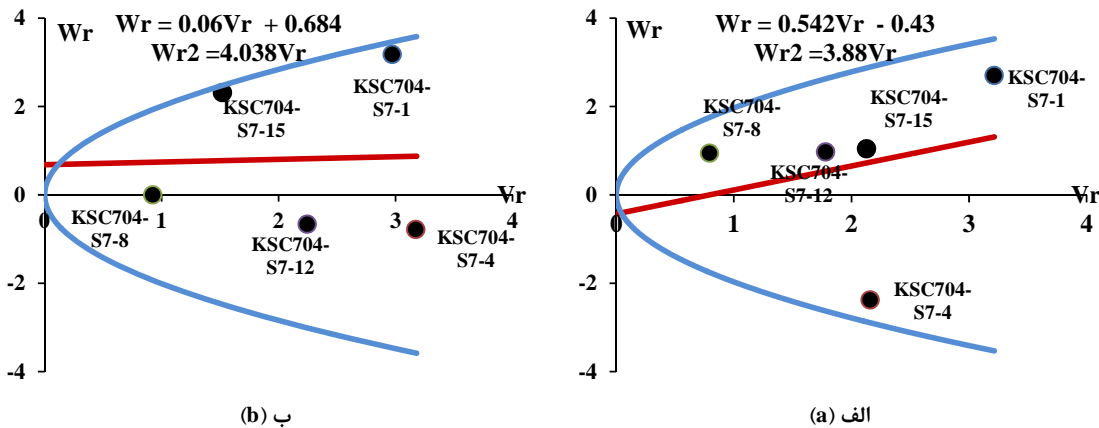 Wr = 0.06Vr + 0.684
Wr2 =4.038Vr
Wr
4
2
0
-2
-4
0
1
2
3
4
Vr
KSC704-
S7-1
KSC704-
S7-15
KSC704-
S7-8
KSC704-
S7-12
KSC704-
S7-4
ب (b)
Wr = 0.542Vr - 0.43
Wr2 =3.88Vr
Wr
4
2
0
-2
-4
0
1
2
3
4
Vr
KSC704-
S7-1
KSC704-
S7-8
KSC704-
S7-15
KSC704-
S7-12
KSC704-
S7-4
الف (a)